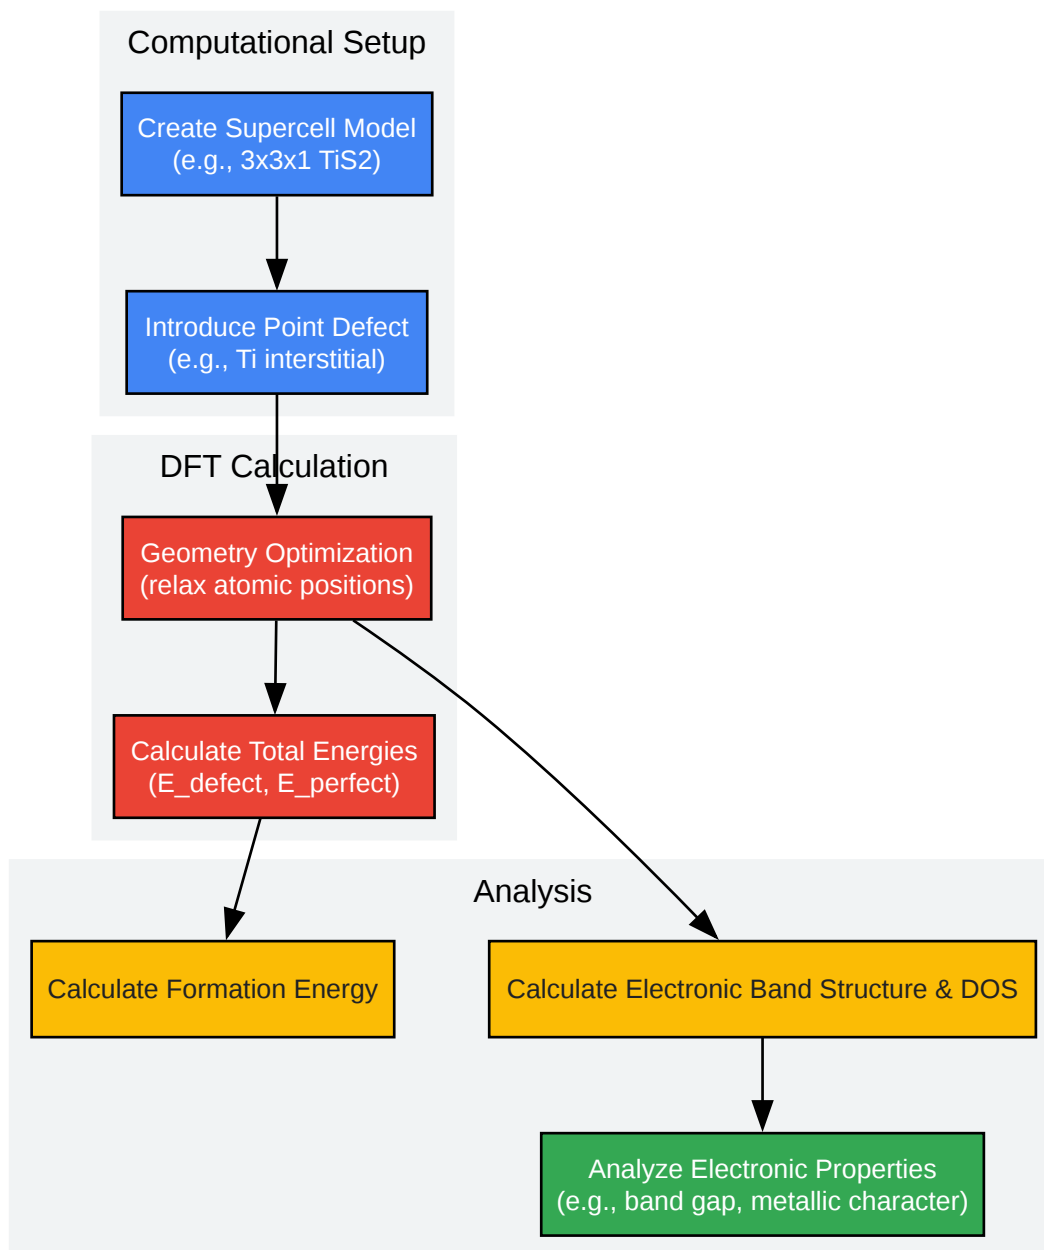 Computational Setup
Create Supercell Model
(e.g., 3x3x1 TiS2)
Introduce Point Defect
(e.g., Ti interstitial)
DFT Calculation
Geometry Optimization
(relax atomic positions)
Calculate Total Energies
(E_defect, E_perfect)
Analysis
Calculate Formation Energy
Calculate Electronic Band Structure & DOS
Analyze Electronic Properties
(e.g., band gap, metallic character)